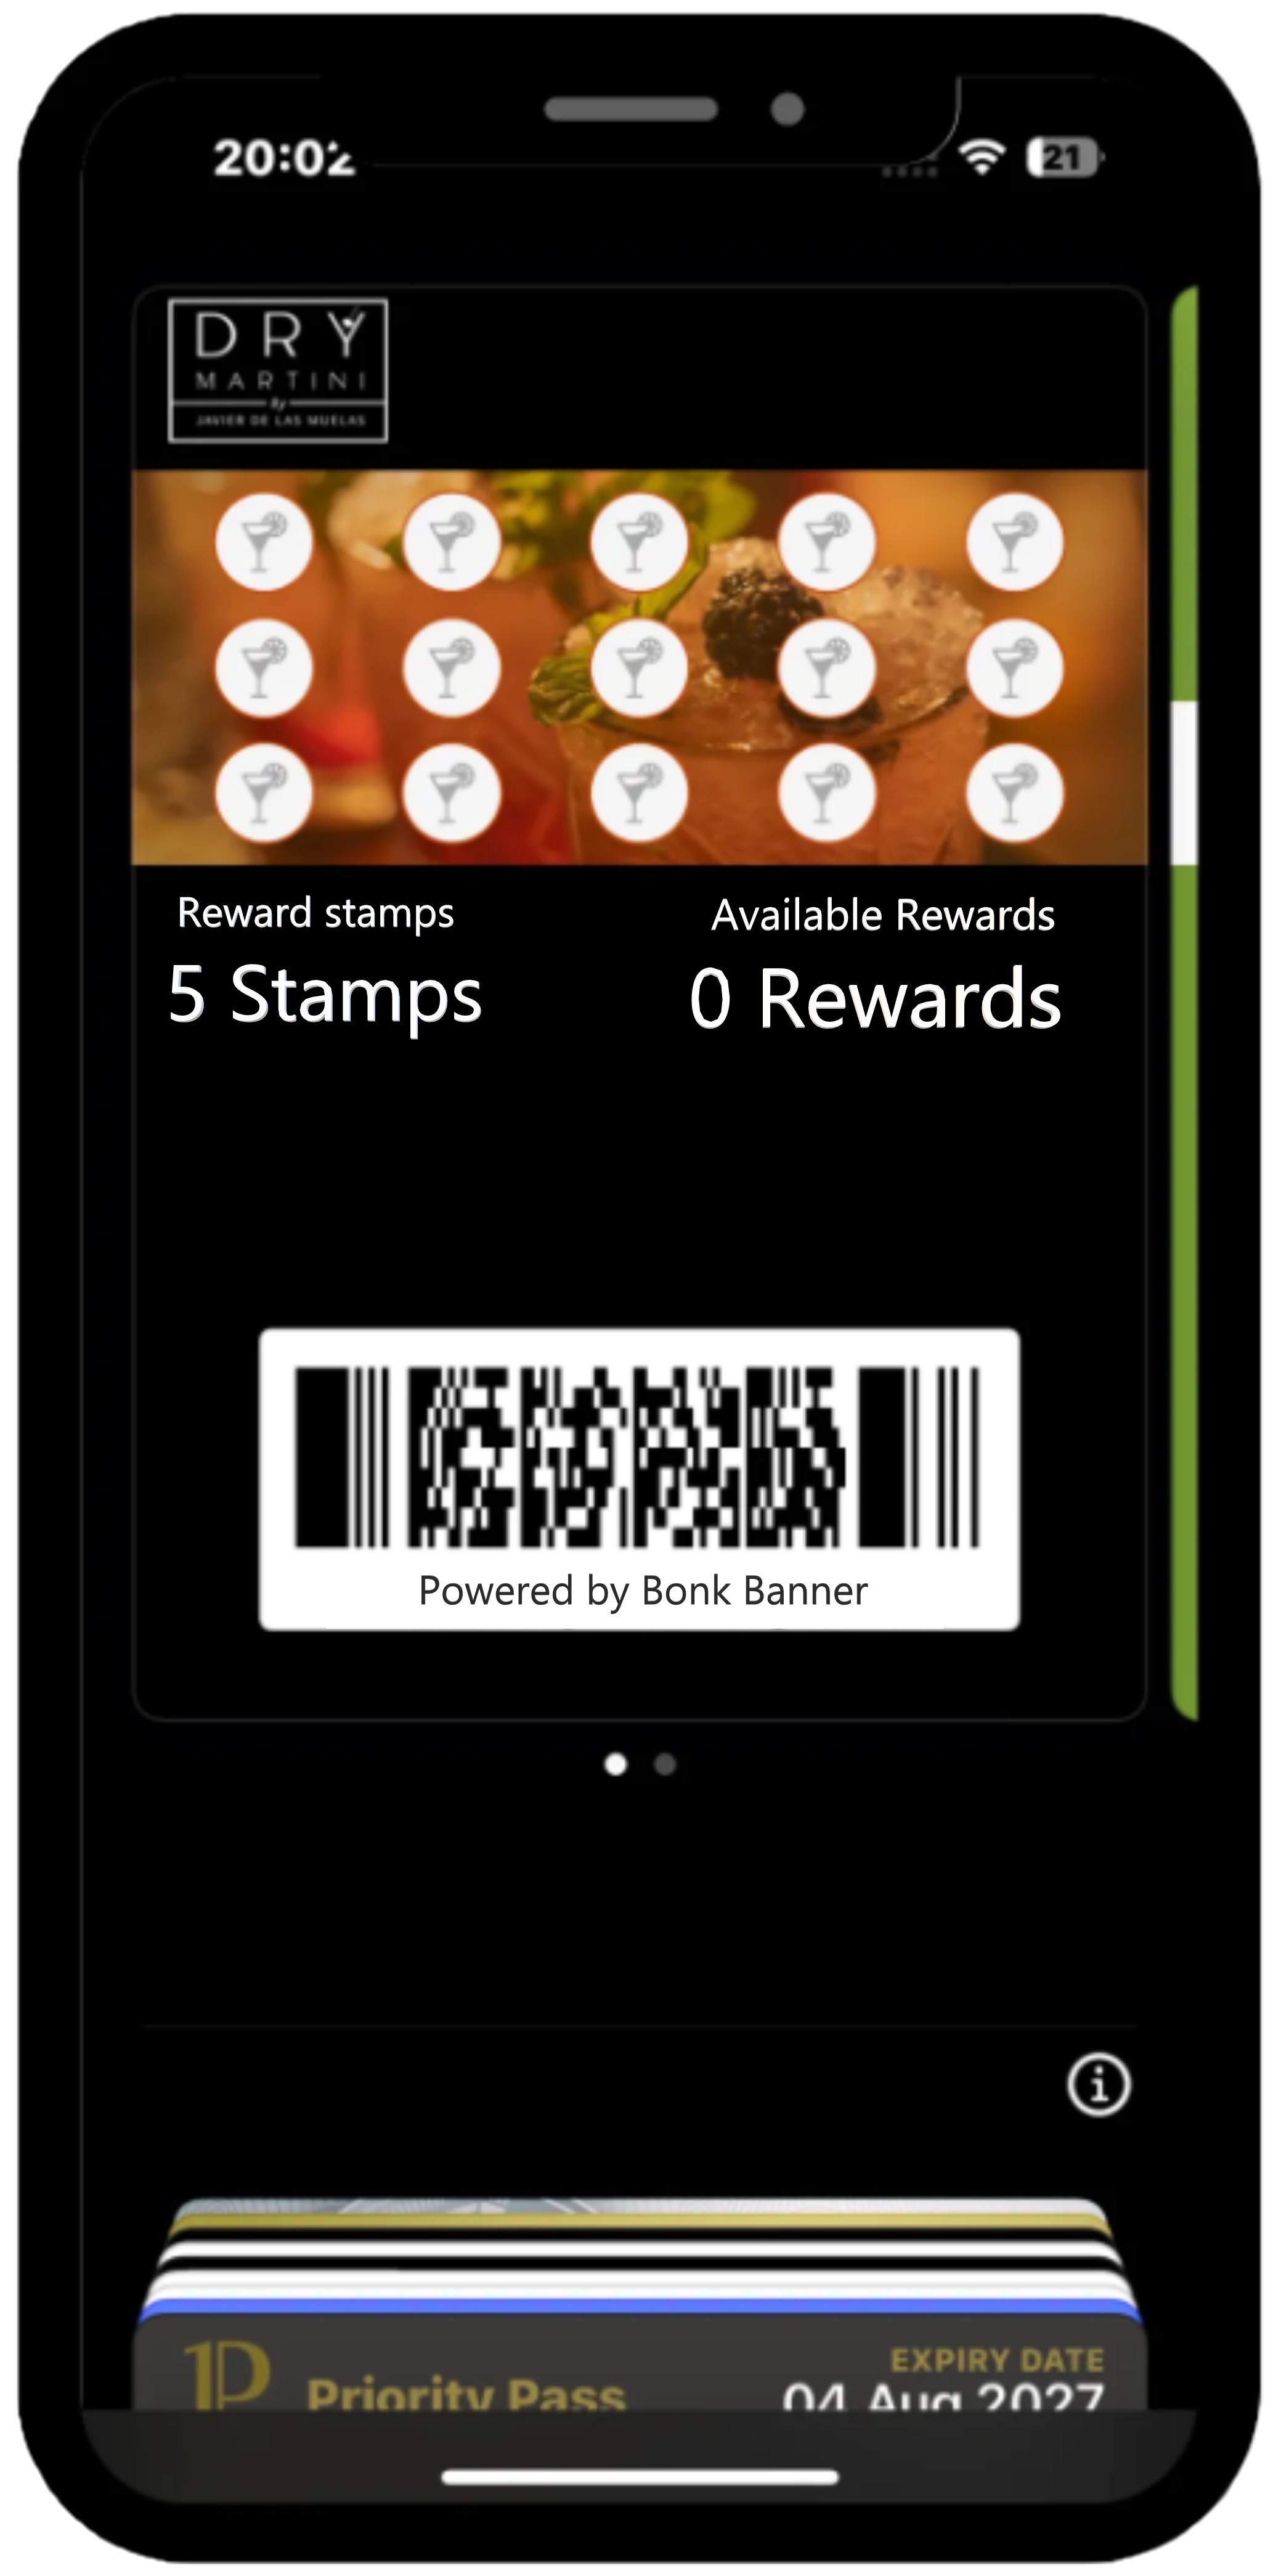 20:02
21
DRY
MARTINI
By
JAVIER DE LAS MUELAS
Reward stamps
Available Rewards
5 Stamps
0 Rewards
Powered by Bonk Banner
EXPIRY DATE
Priority Pass
04 Aug 2027